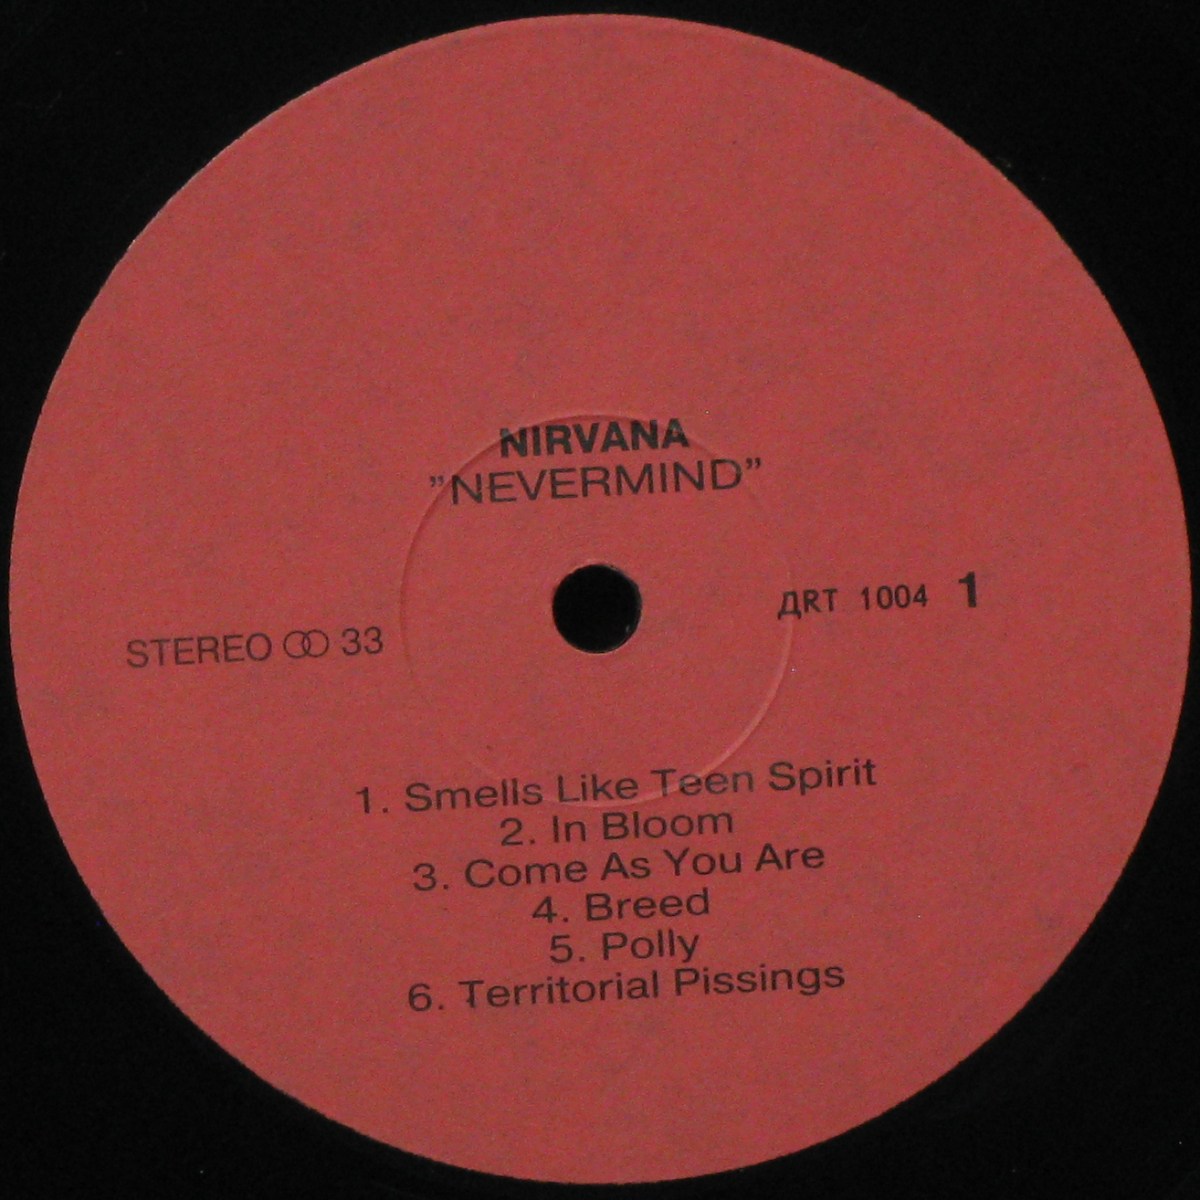 NIRVANA
”NEVERMIND”
STEREO ꝏ 33
ДRT 1004 1
1. Smells Like Teen Spirit
2. In Bloom
3. Come As You Are
4. Breed
5. Polly
6. Territorial Pissings